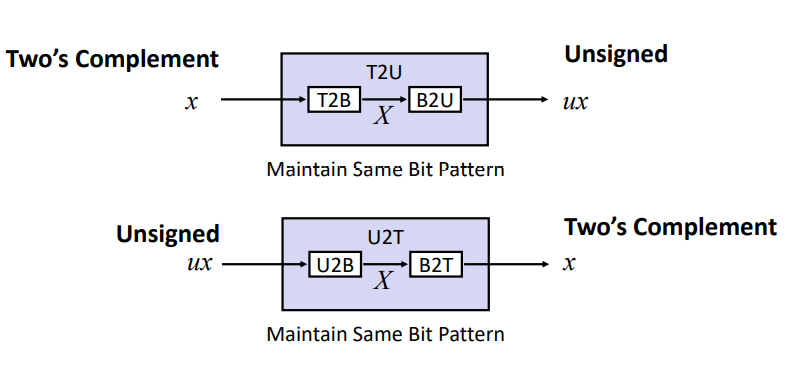 Two's Complement
Unsigned
T2U
x
T2B
B2U
ux
X
Maintain Same Bit Pattern
Unsigned
Two's Complement
U2T
ux
U2B
B2T
x
X
Maintain Same Bit Pattern